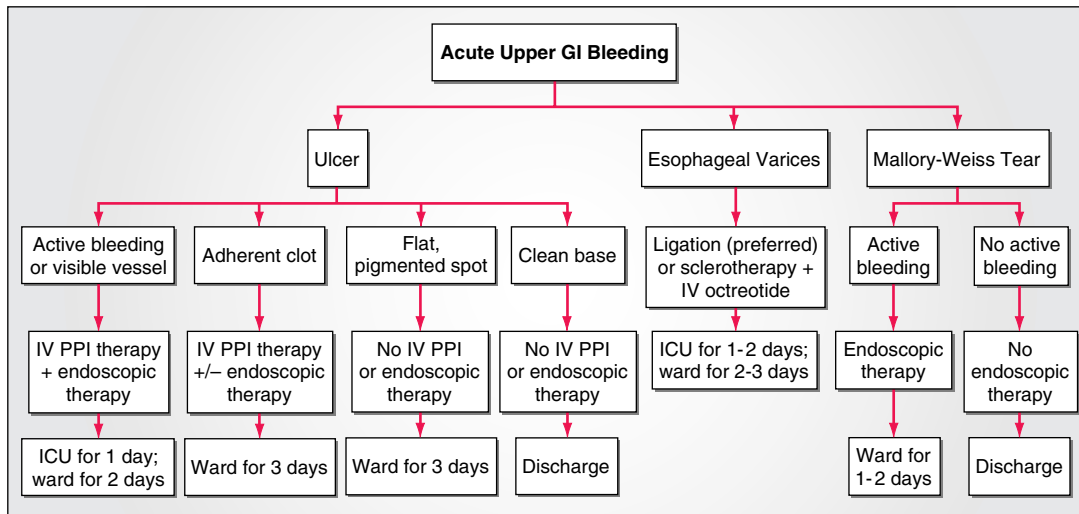 Acute Upper GI Bleeding
Ulcer
Esophageal Varices
Mallory-Weiss Tear
Active bleeding
or visible vessel
Adherent clot
Flat,
pigmented spot
Clean base
Ligation (preferred)
or sclerotherapy +
IV octreotide
Active
bleeding
No active
bleeding
IV PPI therapy
+ endoscopic
therapy
IV PPI therapy
+/– endoscopic
therapy
No IV PPI
or endoscopic
therapy
No IV PPI
or endoscopic
therapy
ICU for 1-2 days;
ward for 2-3 days
Endoscopic
therapy
No
endoscopic
therapy
ICU for 1 day;
ward for 2 days
Ward for 3 days
Ward for 3 days
Discharge
Ward for
1-2 days
Discharge